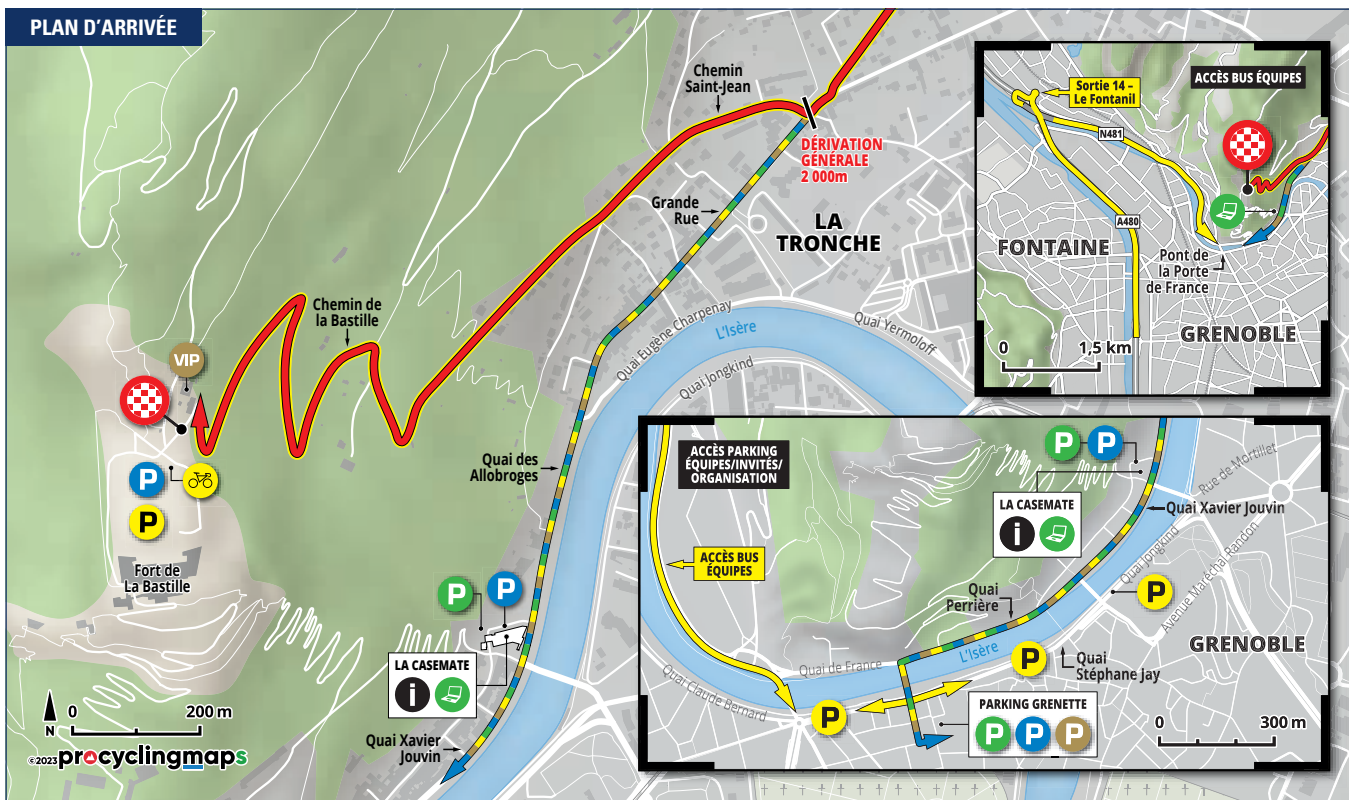 PLAN D'ARRIVÉE
Chemin
Saint-Jean
DÉRIVATION
GÉNÉRALE
2 000m
Grande
Rue
LA
TRONCHE
Chemin de
la Bastille
VIP
Quai Eugène Charpenay
L'Isère
Quai Yermoloff
Quai Jongkind
Quai des
Allobroges
P
P
Fort de
La Bastille
P
P
LA CASEMATE
i
Quai Xavier
Jouvin
N
0
200 m
©2023 procyclingmaps
ACCÈS BUS ÉQUIPES
Sortie 14 –
Le Fontanil
N481
A480
FONTAINE
Pont de
la Porte
de France
GRENOBLE
0
1,5 km
ACCÈS PARKING
ÉQUIPES/INVITÉS/
ORGANISATION
P
P
Rue de Mortillet
LA CASEMATE
i
Quai Xavier Jouvin
ACCÈS BUS
ÉQUIPES
Quai Jongkind
Avenue Maréchal Randon
Quai
Perrière
P
GRENOBLE
L'Isère
P
Quai
Stéphane Jay
Quai de France
Quai Claude Bernard
P
PARKING GRENETTE
P
P
P
0
300 m